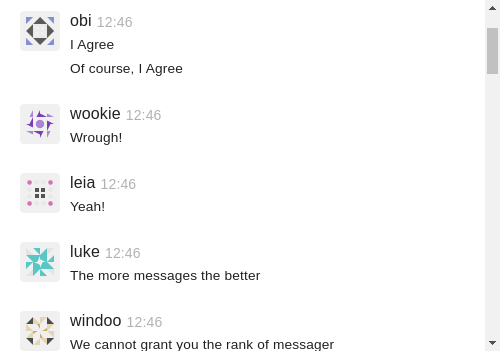 obi 12:46
I Agree
Of course, I Agree
wookie 12:46
Wrough!
leia 12:46
Yeah!
luke 12:46
The more messages the better
windoo 12:46
We cannot grant you the rank of messager